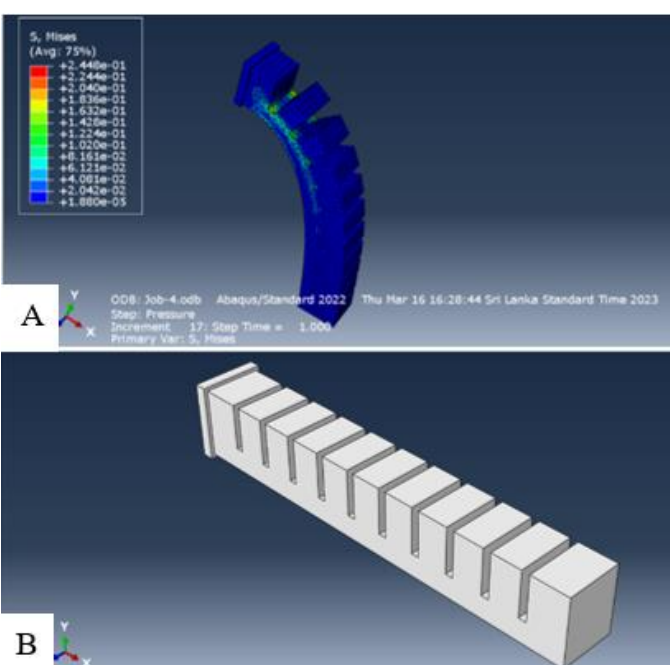 S, Mises
(Avg: 75%)
+2.448e-01
+2.244e-01
+2.040e-01
+1.836e-01
+1.632e-01
+1.428e-01
+1.224e-01
+1.020e-01
+8.161e-02
+6.121e-02
+4.081e-02
+2.042e-02
+1.880e-05
A
Y
X
ODB: Job-4.odb Abaqus/Standard 2022 Thu Mar 16 16:28:44 Sri Lanka Standard Time 2023
Step: Pressure
Increment 17: Step Time = 1.000
Primary Var: S, Mises
B
Y
X